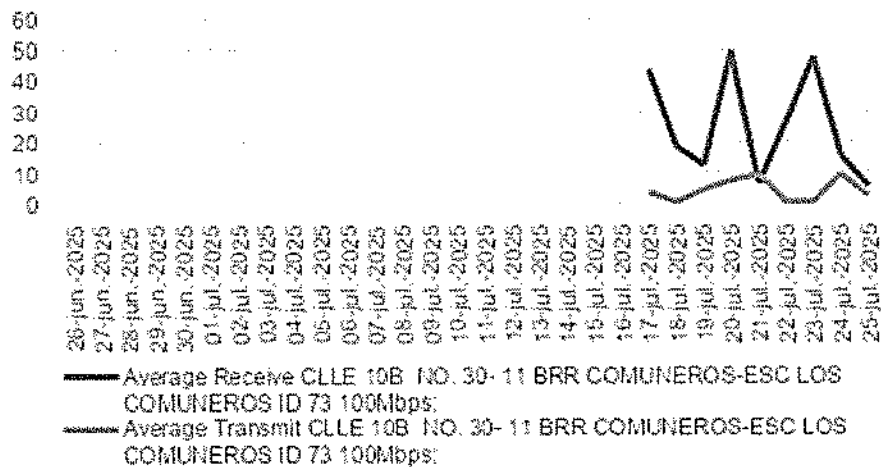 60
50
40
30
20
10
0
26-jun.-2025
27-jun.-2025
28-jun.-2025
29-jun.-2025
30-jun.-2025
01-jul.-2025
02-jul.-2025
03-jul.-2025
04-jul.-2025
05-jul.-2025
06-jul.-2025
07-jul.-2025
08-jul.-2025
09-jul.-2025
10-jul.-2025
11-jul.-2025
12-jul.-2025
13-jul.-2025
14-jul.-2025
15-jul.-2025
16-jul.-2025
17-jul.-2025
18-jul.-2025
19-jul.-2025
20-jul.-2025
21-jul.-2025
22-jul.-2025
23-jul.-2025
24-jul.-2025
25-jul.-2025
Average Receive CLLE 10B NO. 30- 11 BRR COMUNEROS-ESC LOS
COMUNEROS ID 73 100Mbps;
Average Transmit CLLE 10B NO. 30- 11 BRR COMUNEROS-ESC LOS
COMUNEROS ID 73 100Mbps;